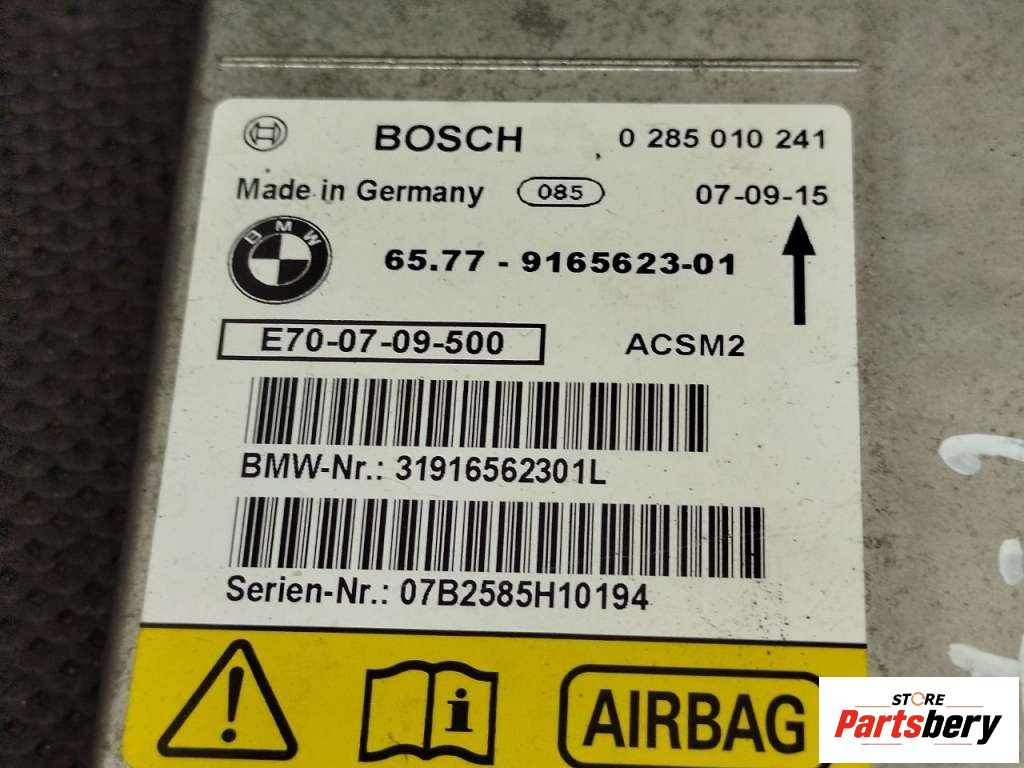 BOSCH 0 285 010 241
Made in Germany 085 07-09-15
BMW
65.77 - 9165623-01
E70-07-09-500 ACSM2
BMW-Nr.: 31916562301L
Serien-Nr.: 07B2585H10194
i AIRBAG
STORE
Partsbery